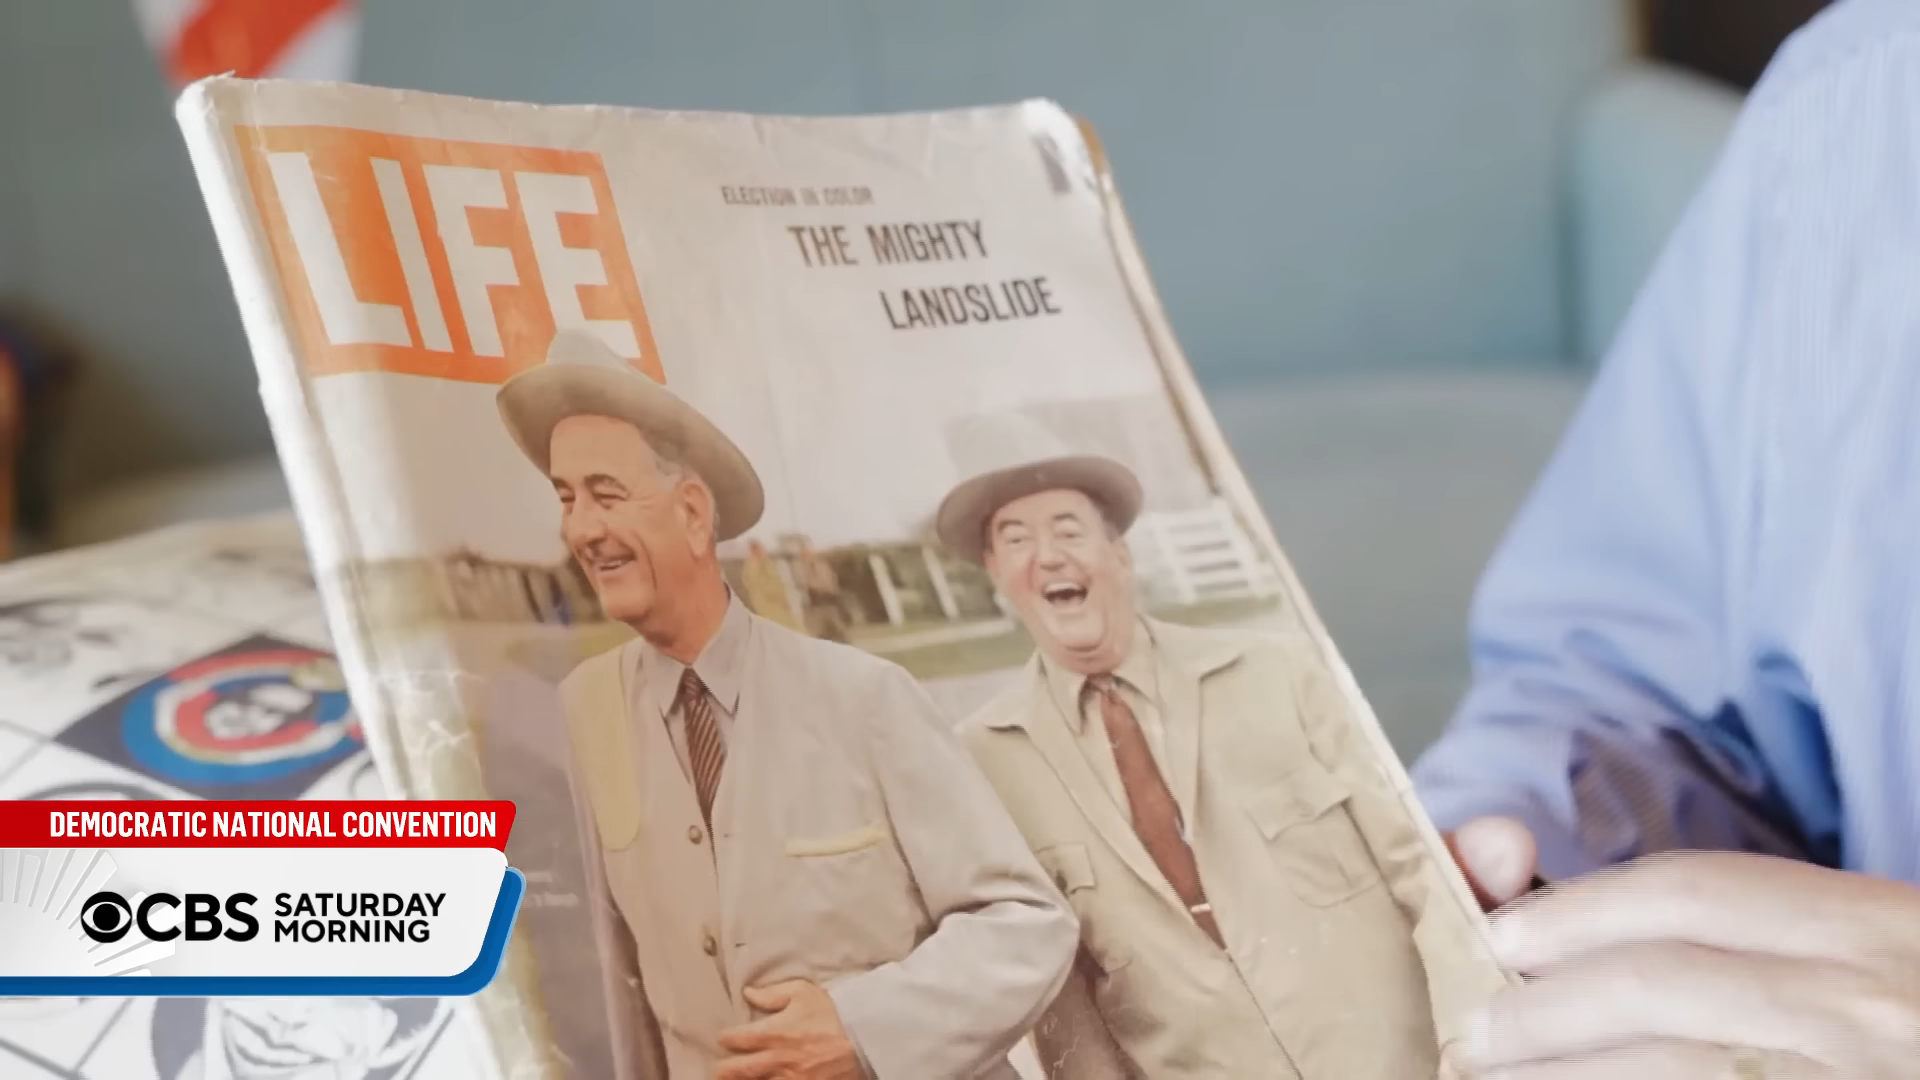 LIFE
ELECTION IN COLOR
THE MIGHTY
LANDSLIDE
DEMOCRATIC NATIONAL CONVENTION
CBS SATURDAY
MORNING